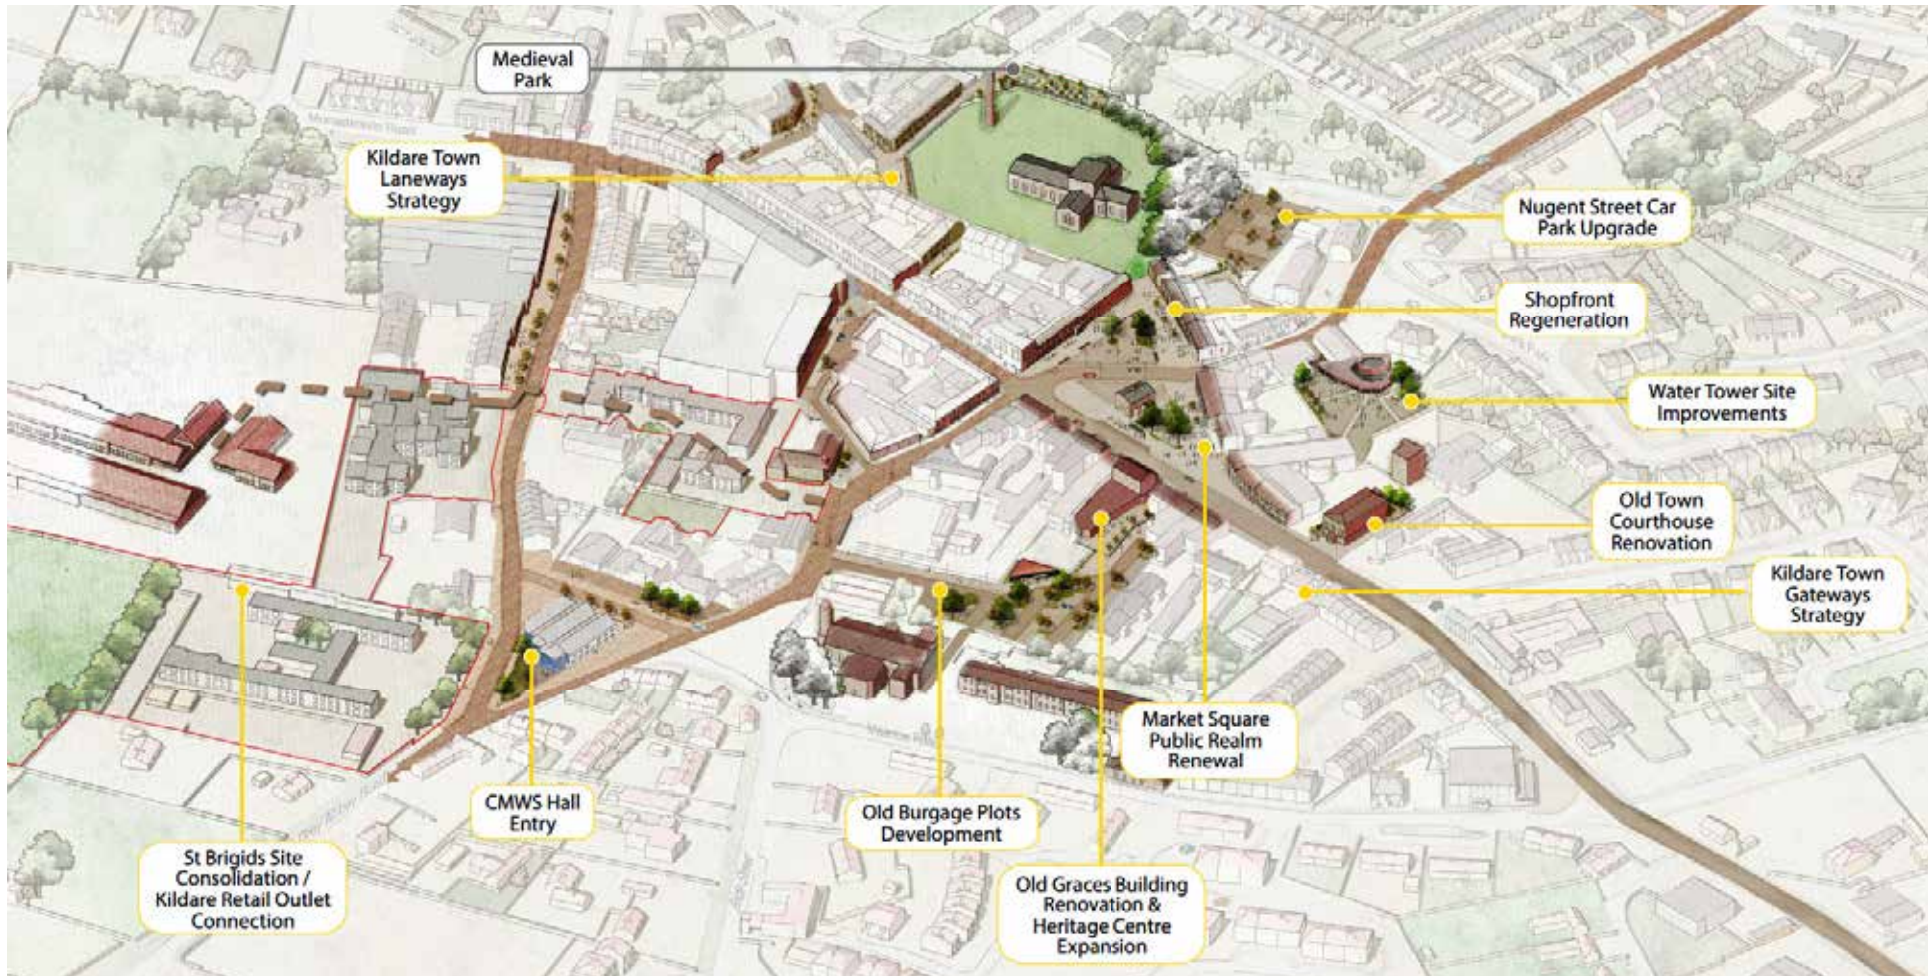 Medieval
Park
Kildare Town
Laneways
Strategy
Nugent Street Car
Park Upgrade
Shopfront
Regeneration
Water Tower Site
Improvements
Old Town
Courthouse
Renovation
Kildare Town
Gateways
Strategy
Market Square
Public Realm
Renewal
CMWS Hall
Entry
Old Burgage Plots
Development
St Brigids Site
Consolidation /
Kildare Retail Outlet
Connection
Old Graces Building
Renovation &
Heritage Centre
Expansion